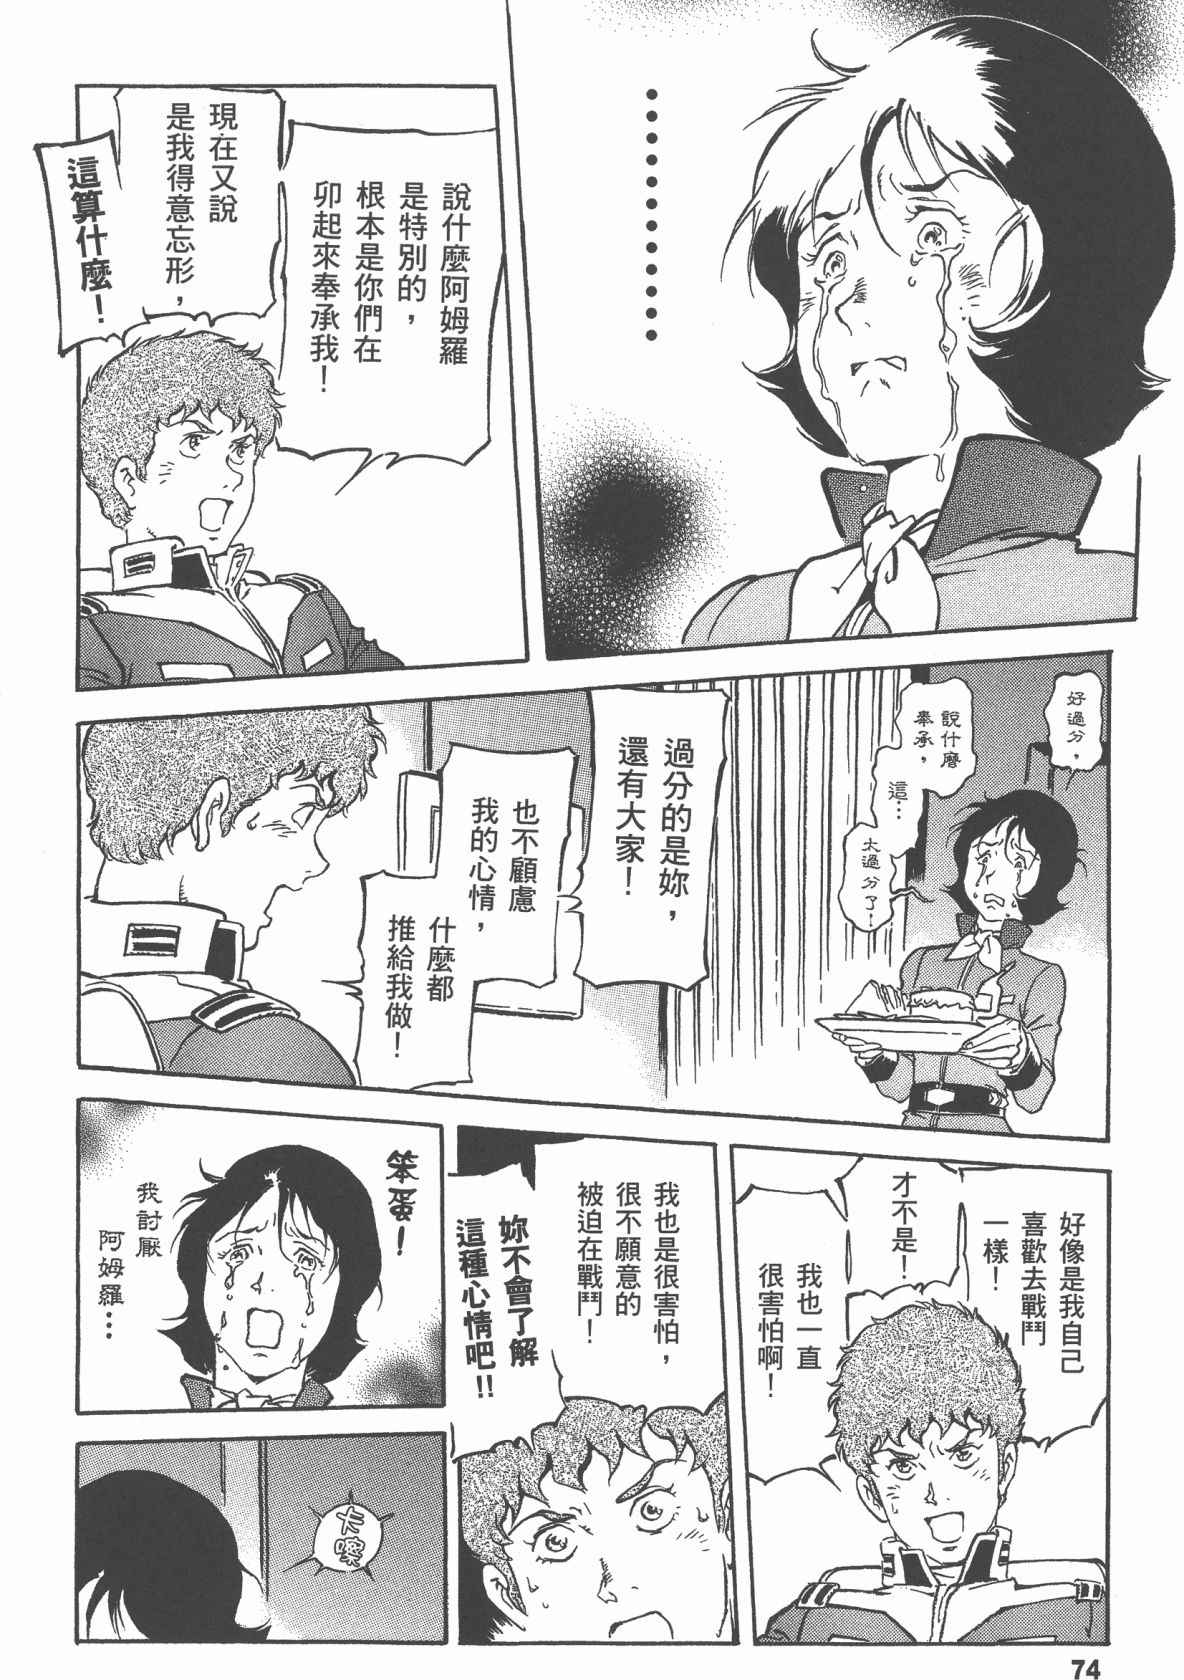 …………
說什麼阿姆羅
是特別的，
根本是你們在
卯起來奉承我！
現在又說
是我得意忘形，
這算什麼！
好過分，
說什麼
奉承，
這…
太過分了！
過分的是妳，
還有大家！
也不顧慮
我的心情，
什麼都
推給我做！
好像是我自己
喜歡去戰鬥
一樣！
才不是！
我也一直
很害怕啊！
我也是很害怕，
很不願意的
被迫在戰鬥！
妳不會了解
這種心情吧!!
笨蛋！
我討厭
阿姆羅…
卡嚓
74